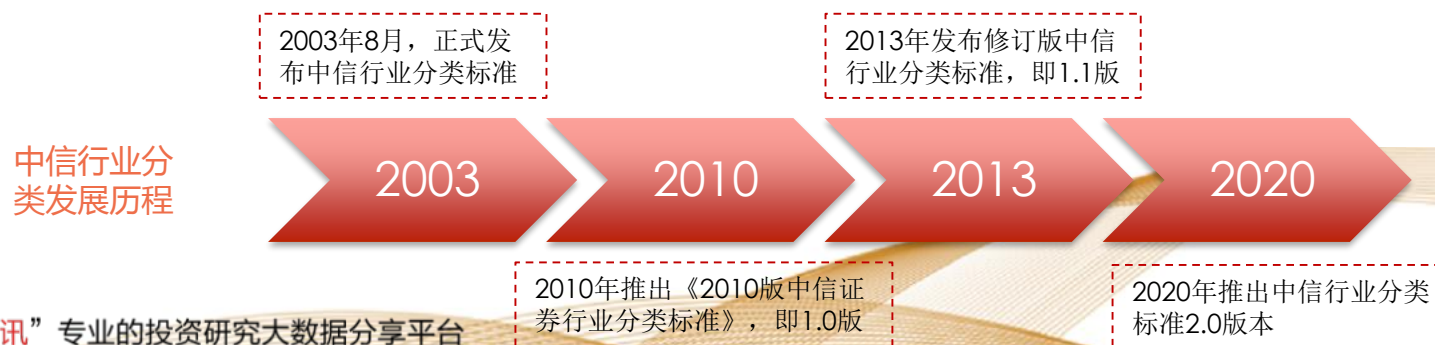 2003年8月，正式发
布中信行业分类标准
2013年发布修订版中信
行业分类标准，即1.1版
中信行业分
类发展历程
2003
2010
2013
2020
2010年推出《2010版中信证
券行业分类标准》，即1.0版
2020年推出中信行业分类
标准2.0版本
讯”专业的投资研究大数据分享平台